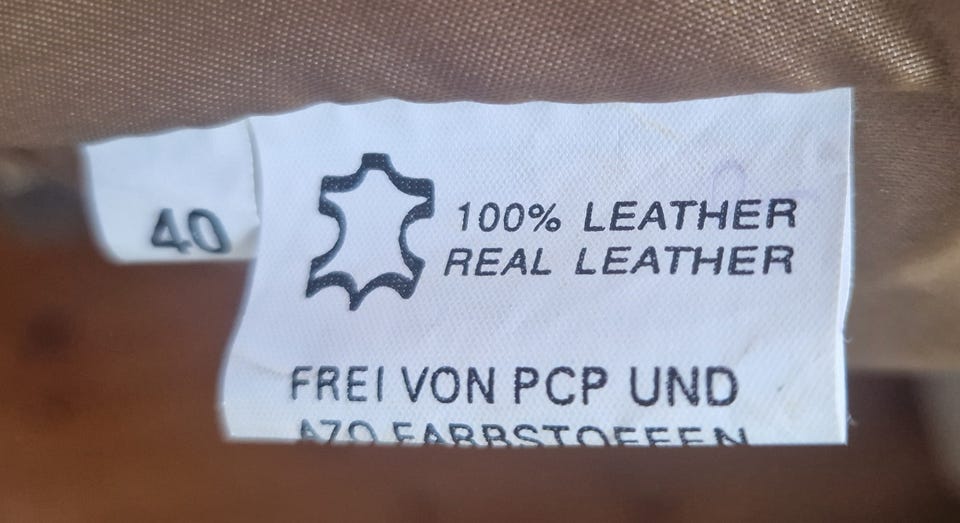 40
100% LEATHER
REAL LEATHER
FREI VON PCP UND
AZO FARBSTOFFEN